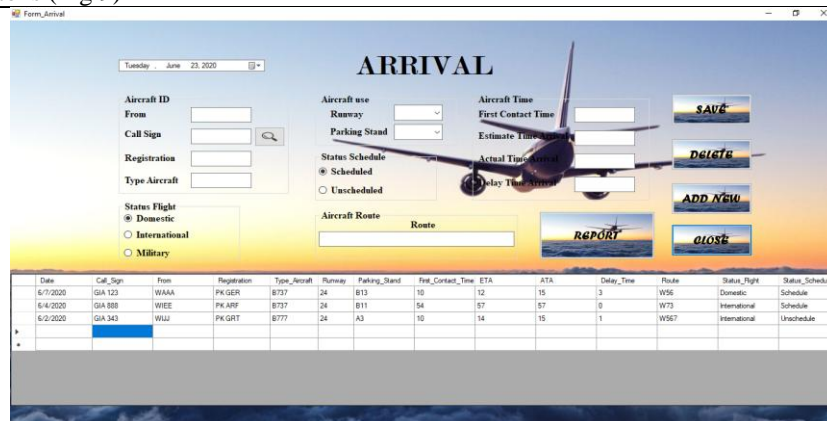 Form_Arrival
Tuesday , June 23, 2020
ARRIVAL
Aircraft ID
From
Call Sign
Registration
Type Aircraft
Status Flight
Domestic
International
Military
Aircraft use
Runway
Parking Stand
Status Schedule
Scheduled
Unscheduled
Aircraft Route
Route
Aircraft Time
First Contact Time
Estimate Time Arrival
Actual Time Arrival
Delay Time Arrival
SAVE
DELETE
ADD NEW
REPORT
CLOSE
Date Call_Sign From Registration Type_Aircraft Runway Parking_Stand First_Contact_Time ETA ATA Delay_Time Route Status_Flight Status_Schedu
6/7/2020 GIA 123 WAAA PK GER B737 24 B13 10 12 15 3 W56 Domestic Schedule
6/4/2020 GIA 888 WIEE PK ARF B737 24 B11 54 57 57 0 W73 International Schedule
6/2/2020 GIA 343 WIJJ PK GRT B777 24 A3 10 14 15 1 W567 International Unschedule